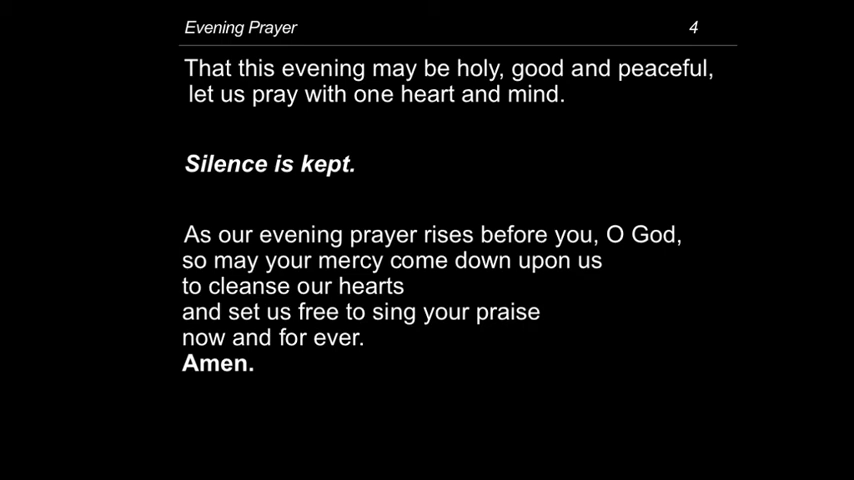 Evening Prayer 4
That this evening may be holy, good and peaceful,
let us pray with one heart and mind.
Silence is kept.
As our evening prayer rises before you, O God,
so may your mercy come down upon us
to cleanse our hearts
and set us free to sing your praise
now and for ever.
Amen.